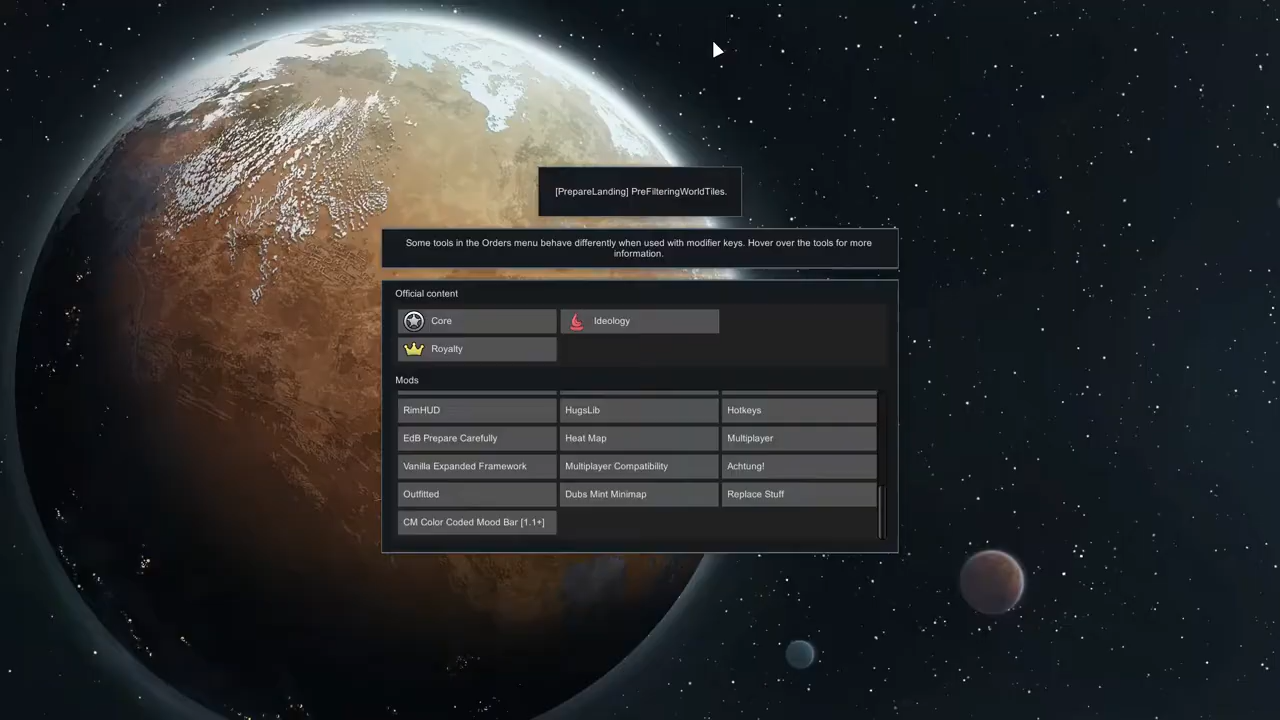 [PrepareLanding] PreFilteringWorldTiles.
Some tools in the Orders menu behave differently when used with modifier keys. Hover over the tools for more
information.
Official content
Core
Ideology
Royalty
Mods
RimHUD
HugsLib
Hotkeys
EdB Prepare Carefully
Heat Map
Multiplayer
Vanilla Expanded Framework
Multiplayer Compatibility
Achtung!
Outfitted
Dubs Mint Minimap
Replace Stuff
CM Color Coded Mood Bar [1.1+]